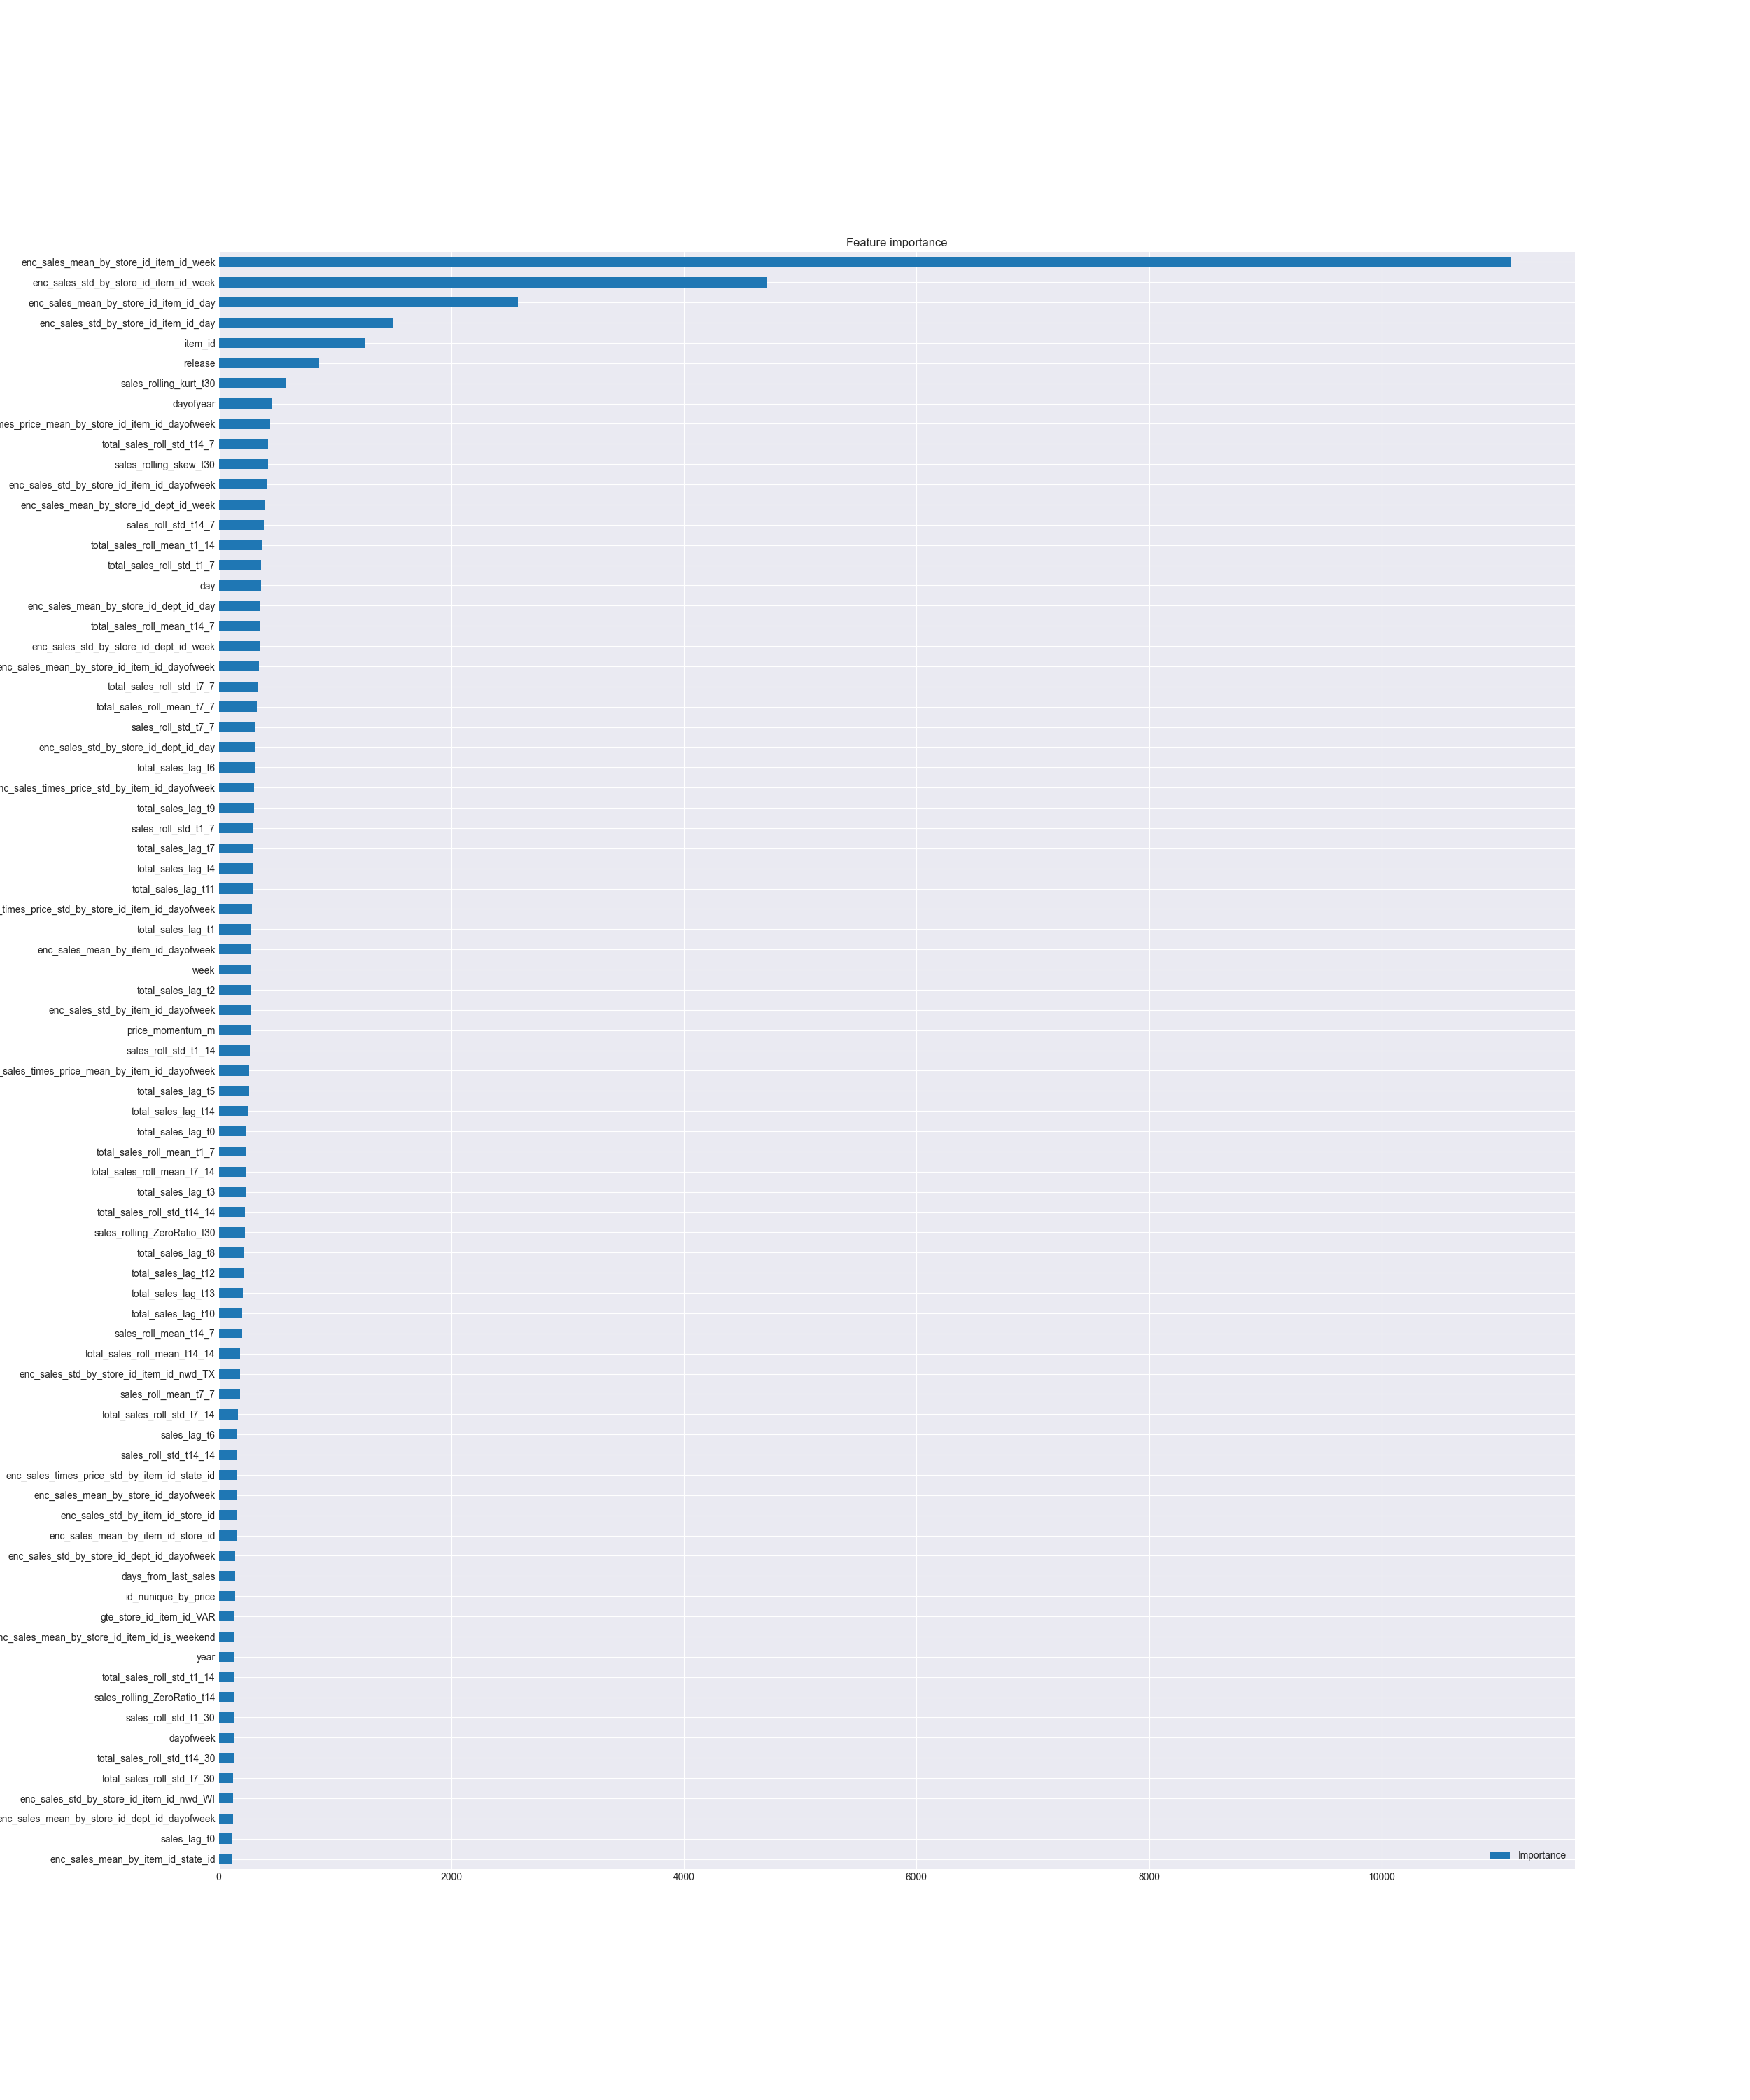 Feature importance
enc_sales_mean_by_store_id_item_id_week
enc_sales_std_by_store_id_item_id_week
enc_sales_mean_by_store_id_item_id_day
enc_sales_std_by_store_id_item_id_day
item_id
release
sales_rolling_kurt_t30
dayofyear
mes_price_mean_by_store_id_item_id_dayofweek
total_sales_roll_std_t14_7
sales_rolling_skew_t30
enc_sales_std_by_store_id_item_id_dayofweek
enc_sales_mean_by_store_id_dept_id_week
sales_roll_std_t14_7
total_sales_roll_mean_t1_14
total_sales_roll_std_t1_7
day
enc_sales_mean_by_store_id_dept_id_day
total_sales_roll_mean_t14_7
enc_sales_std_by_store_id_dept_id_week
enc_sales_mean_by_store_id_item_id_dayofweek
total_sales_roll_std_t7_7
total_sales_roll_mean_t7_7
sales_roll_std_t7_7
enc_sales_std_by_store_id_dept_id_day
total_sales_lag_t6
nc_sales_times_price_std_by_item_id_dayofweek
total_sales_lag_t9
sales_roll_std_t1_7
total_sales_lag_t7
total_sales_lag_t4
total_sales_lag_t11
_times_price_std_by_store_id_item_id_dayofweek
total_sales_lag_t1
enc_sales_mean_by_item_id_dayofweek
week
total_sales_lag_t2
enc_sales_std_by_item_id_dayofweek
price_momentum_m
sales_roll_std_t1_14
_sales_times_price_mean_by_item_id_dayofweek
total_sales_lag_t5
total_sales_lag_t14
total_sales_lag_t0
total_sales_roll_mean_t1_7
total_sales_roll_mean_t7_14
total_sales_lag_t3
total_sales_roll_std_t14_14
sales_rolling_ZeroRatio_t30
total_sales_lag_t8
total_sales_lag_t12
total_sales_lag_t13
total_sales_lag_t10
sales_roll_mean_t14_7
total_sales_roll_mean_t14_14
enc_sales_std_by_store_id_item_id_nwd_TX
sales_roll_mean_t7_7
total_sales_roll_std_t7_14
sales_lag_t6
sales_roll_std_t14_14
enc_sales_times_price_std_by_item_id_state_id
enc_sales_mean_by_store_id_dayofweek
enc_sales_std_by_item_id_store_id
enc_sales_mean_by_item_id_store_id
enc_sales_std_by_store_id_dept_id_dayofweek
days_from_last_sales
id_nunique_by_price
gte_store_id_item_id_VAR
nc_sales_mean_by_store_id_item_id_is_weekend
year
total_sales_roll_std_t1_14
sales_rolling_ZeroRatio_t14
sales_roll_std_t1_30
dayofweek
total_sales_roll_std_t14_30
total_sales_roll_std_t7_30
enc_sales_std_by_store_id_item_id_nwd_WI
enc_sales_mean_by_store_id_dept_id_dayofweek
sales_lag_t0
enc_sales_mean_by_item_id_state_id
Importance
0 2000 4000 6000 8000 10000